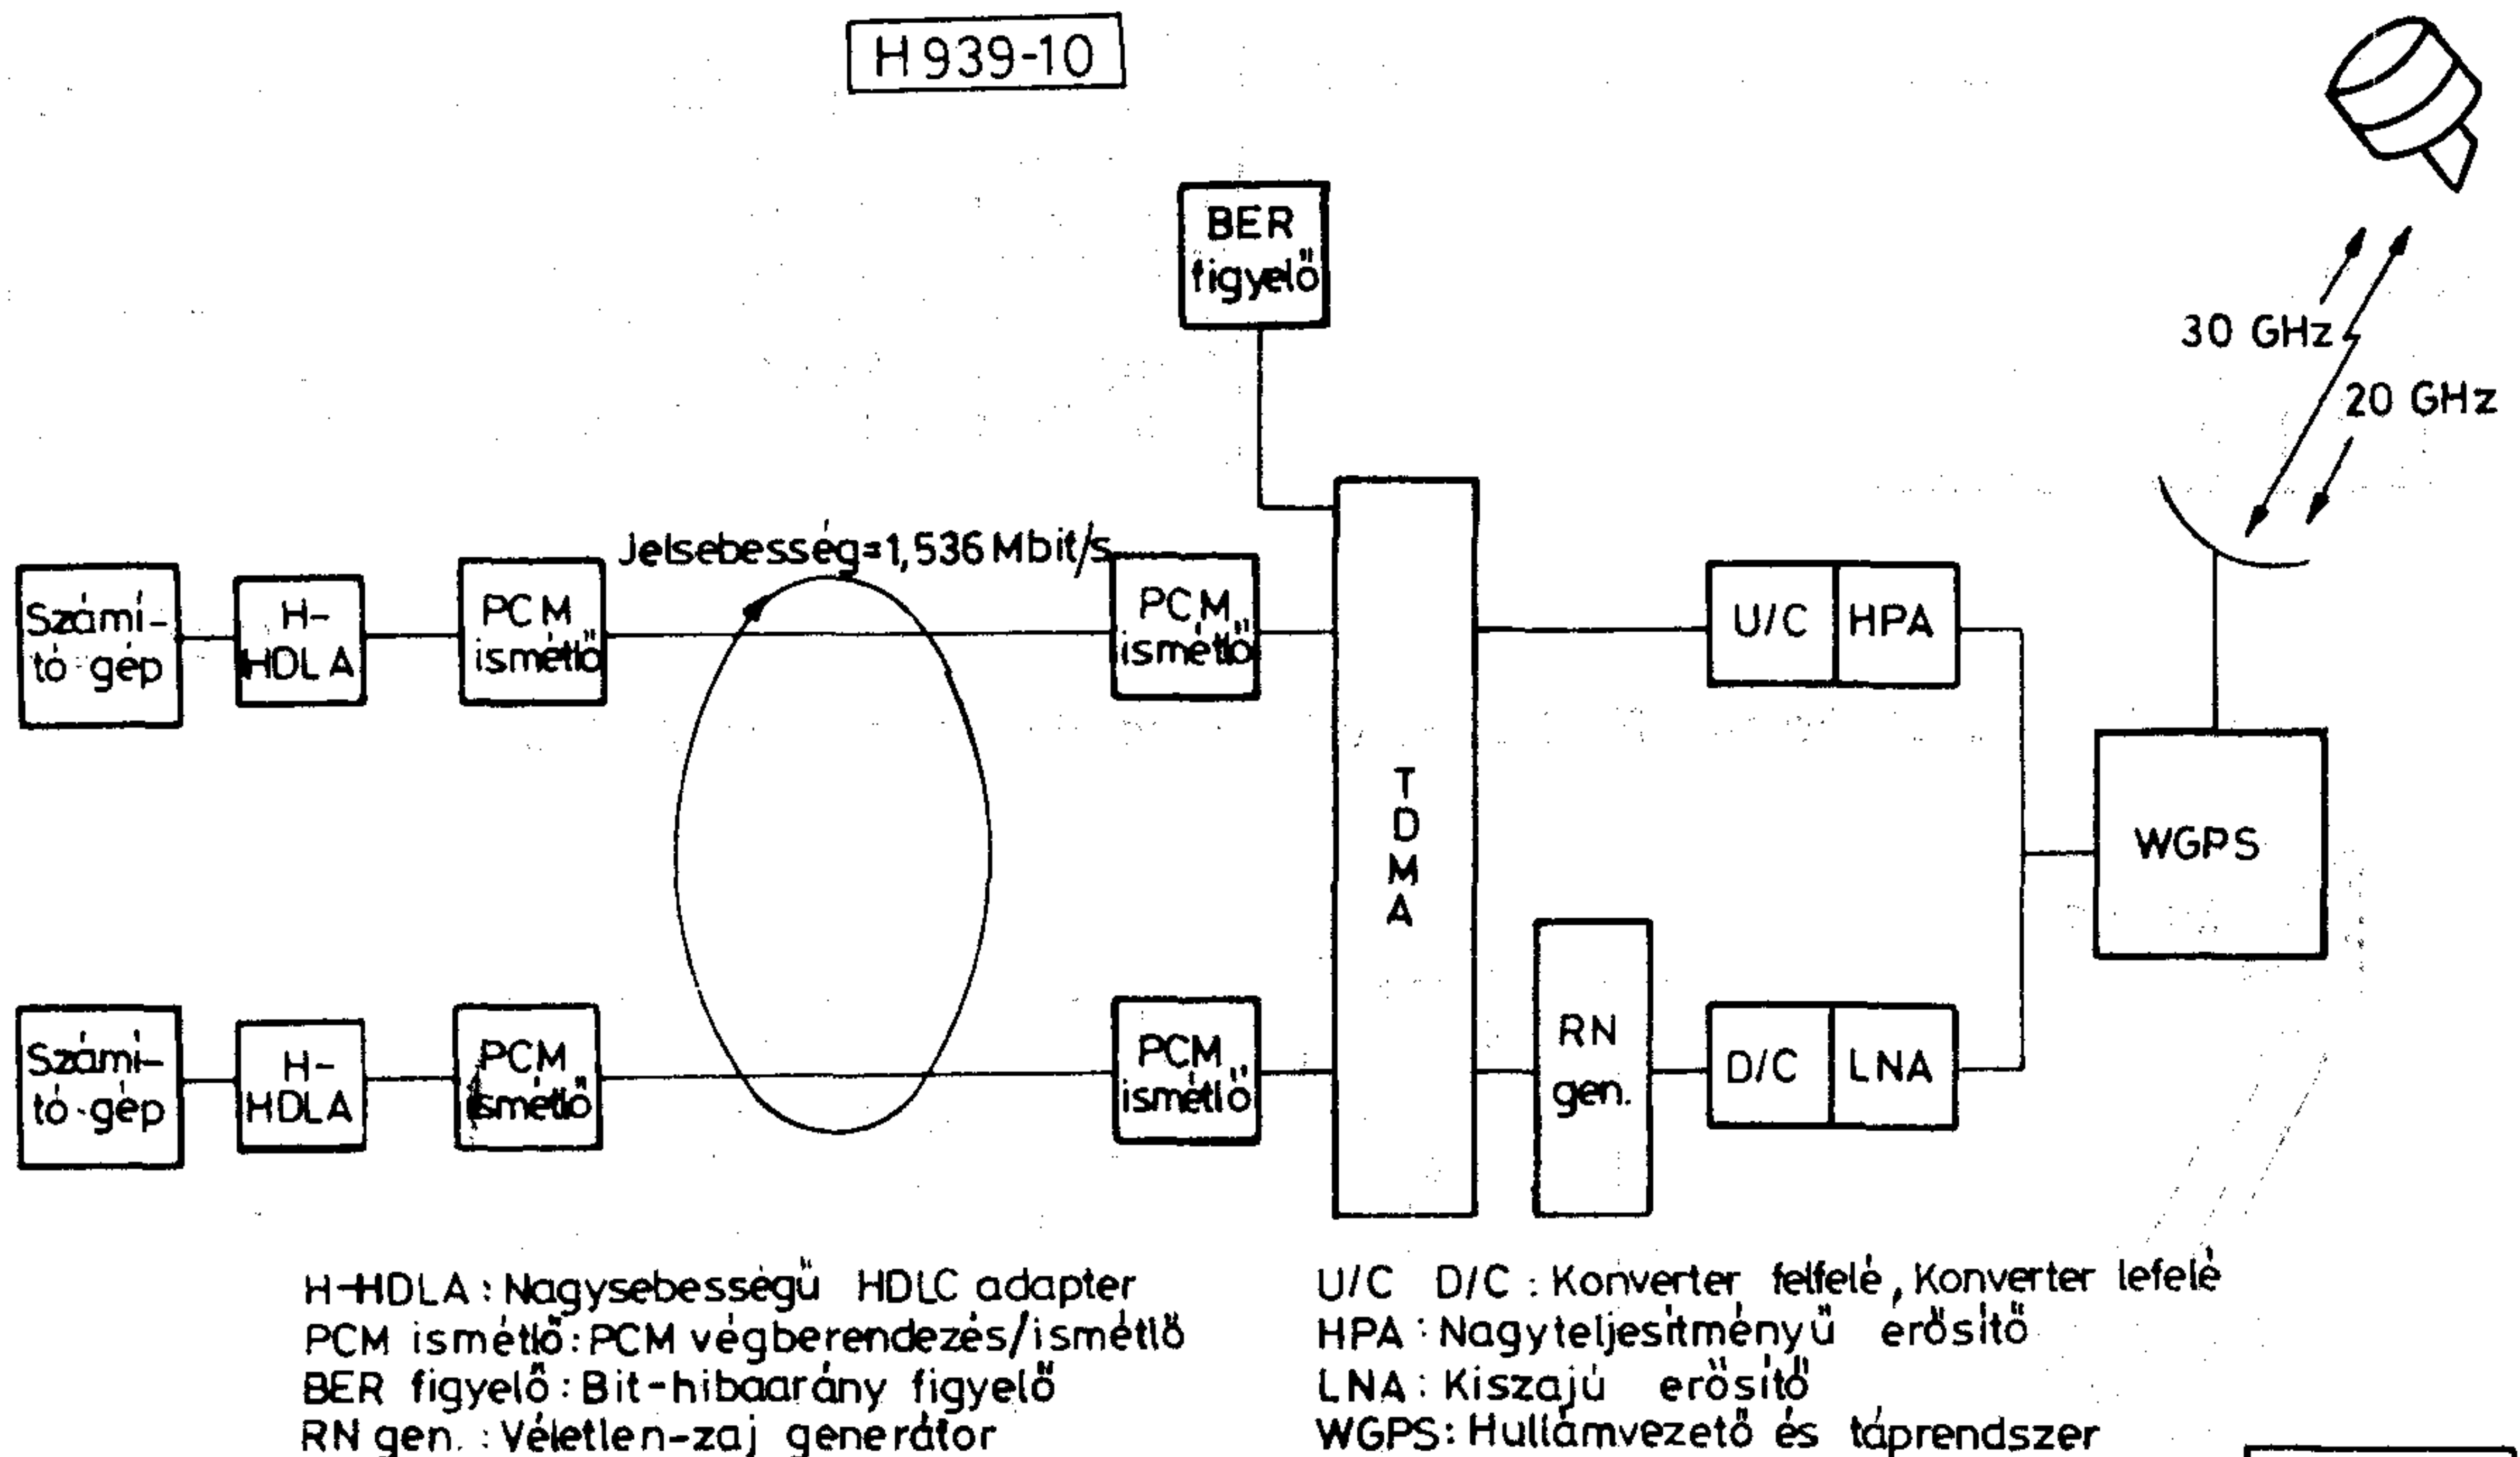 H939-10
BER
figyelő
30 GHz
20 GHz
Jelsebesség=1,536 Mbit/s
Számí-
tó gép
H-
HDLA
PCM
ismétlő
PCM
ismétlő
U/C
HPA
TDMA
WGPS
Számí-
tó gép
H-
HDLA
PCM
ismétlő
PCM
ismétlő
RN
gen.
D/C
LNA
H-HDLA: Nagysebességű HDLC adapter
PCM ismétlő: PCM végberendezés/ismétlő
BER figyelő: Bit-hibaarány figyelő
RN gen. : Véletlen-zaj generátor
U/C D/C : Konverter felfelé, Konverter lefelé
HPA : Nagyteljesítményű erősítő
LNA : Kiszajú erősítő
WGPS: Hullámvezető és táprendszer